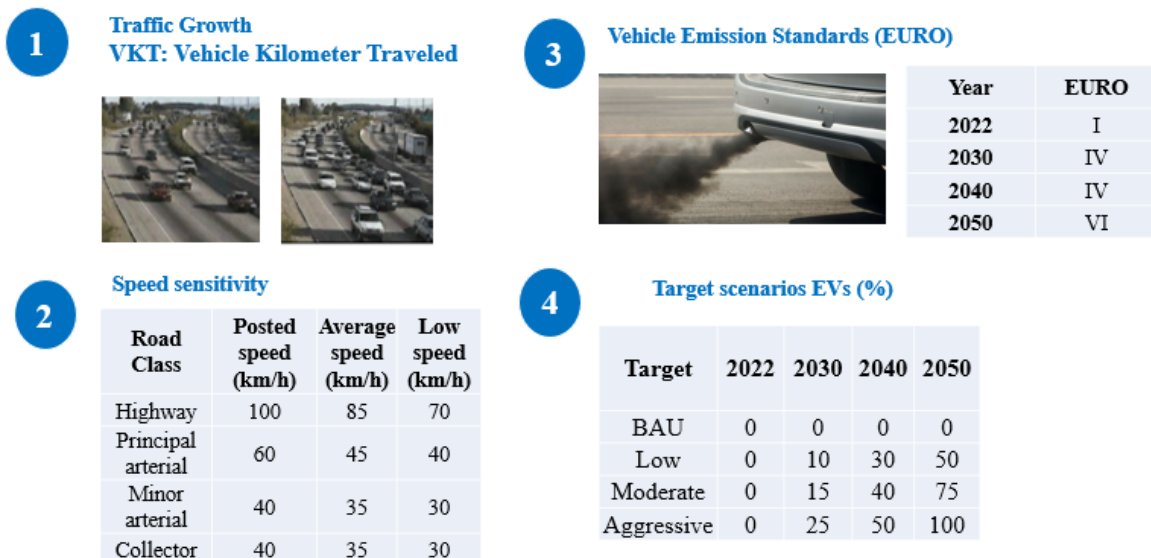 1
Traffic Growth
VKT: Vehicle Kilometer Traveled
2
Speed sensitivity
Road Class Posted speed (km/h) Average speed (km/h) Low speed (km/h)
Highway 100 85 70
Principal arterial 60 45 40
Minor arterial 40 35 30
Collector 40 35 30
3
Vehicle Emission Standards (EURO)
Year EURO
2022 I
2030 IV
2040 IV
2050 VI
4
Target scenarios EVs (%)
Target 2022 2030 2040 2050
BAU 0 0 0 0
Low 0 10 30 50
Moderate 0 15 40 75
Aggressive 0 25 50 100